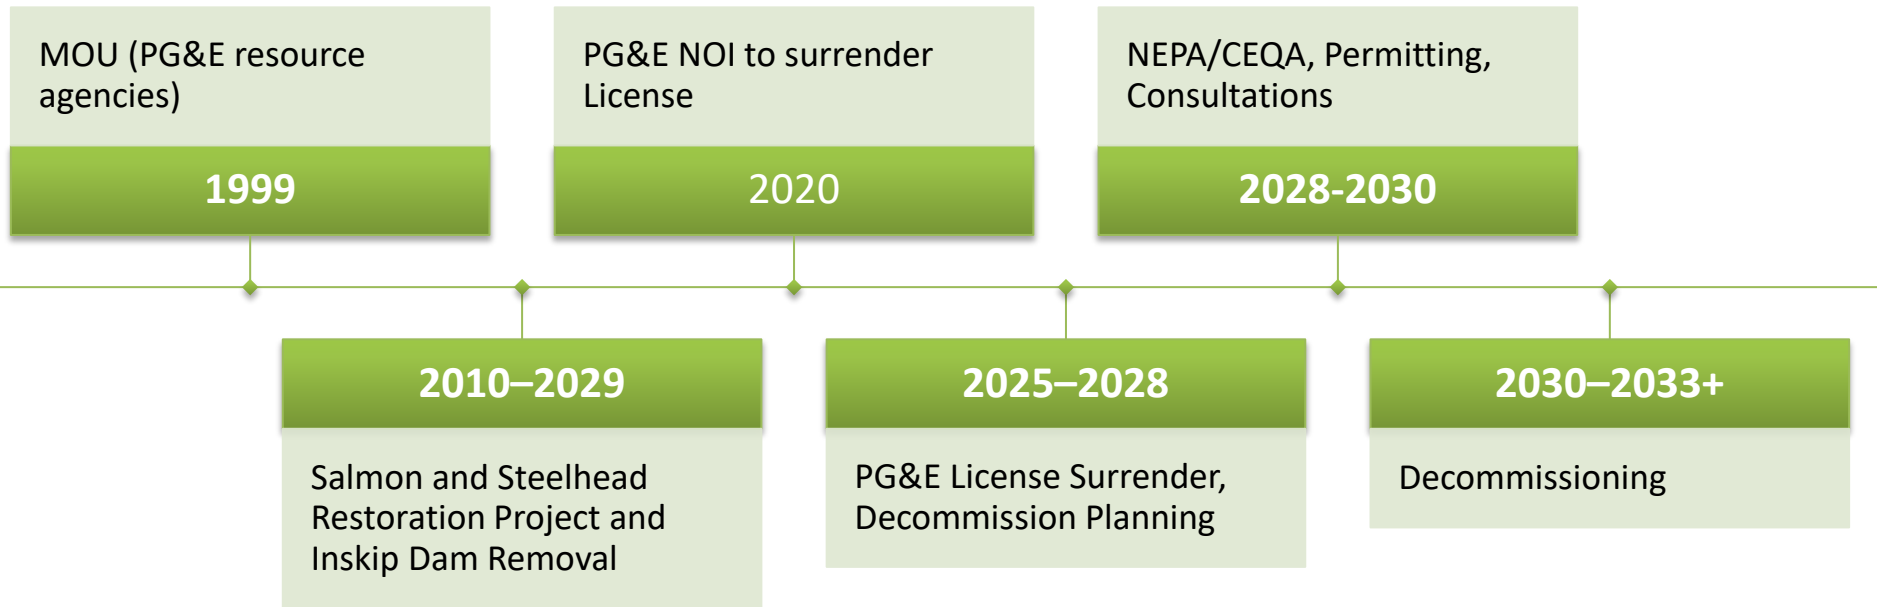 MOU (PG&E resource
agencies)
1999
2010–2029
Salmon and Steelhead
Restoration Project and
Inskip Dam Removal
PG&E NOI to surrender
License
2020
2025–2028
PG&E License Surrender,
Decommission Planning
NEPA/CEQA, Permitting,
Consultations
2028-2030
2030–2033+
Decommissioning